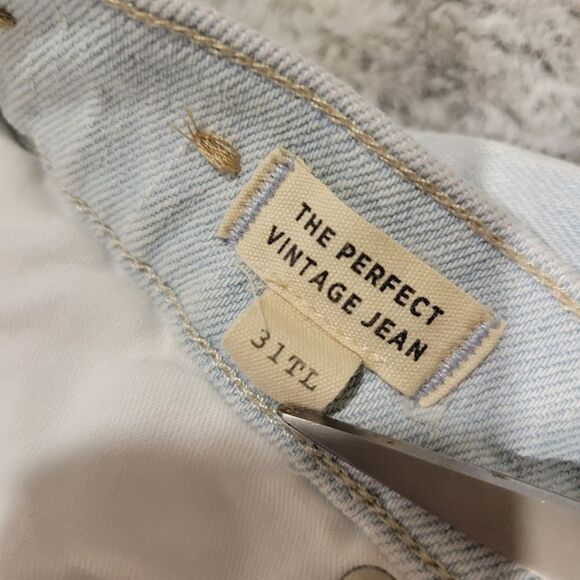 THE PERFECT
VINTAGE JEAN
31TL